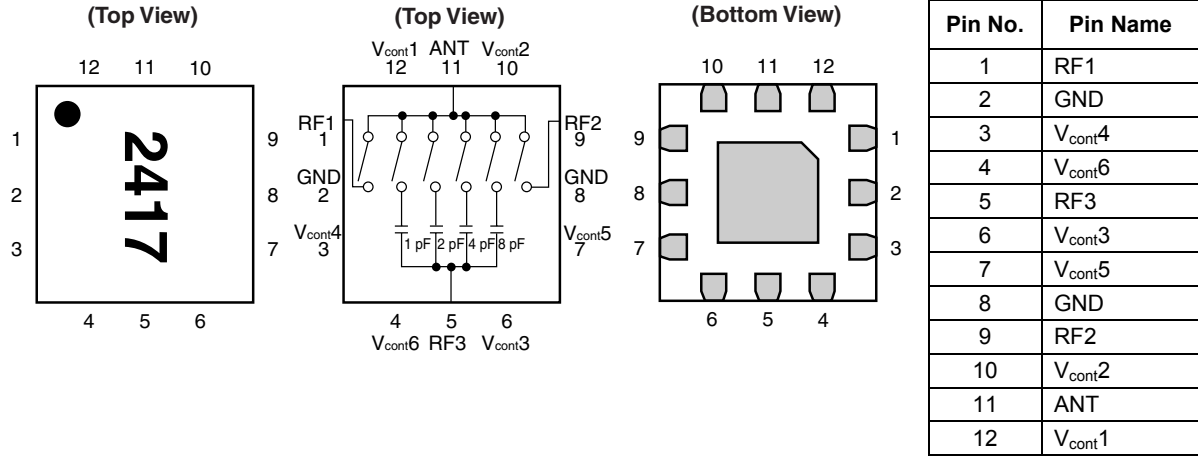 (Top View)
12 11 10
1 9
2 8
3 7
2417
4 5 6
(Top View)
Vcont1 ANT Vcont2
12 11 10
RF1 RF2
1 9
GND GND
2 8
Vcont4 Vcont5
3 7
1 pF 2 pF 4 pF 8 pF
4 5 6
Vcont6 RF3 Vcont3
(Bottom View)
10 11 12
9 1
8 2
7 3
6 5 4
Pin No. Pin Name
1 RF1
2 GND
3 Vcont4
4 Vcont6
5 RF3
6 Vcont3
7 Vcont5
8 GND
9 RF2
10 Vcont2
11 ANT
12 Vcont1